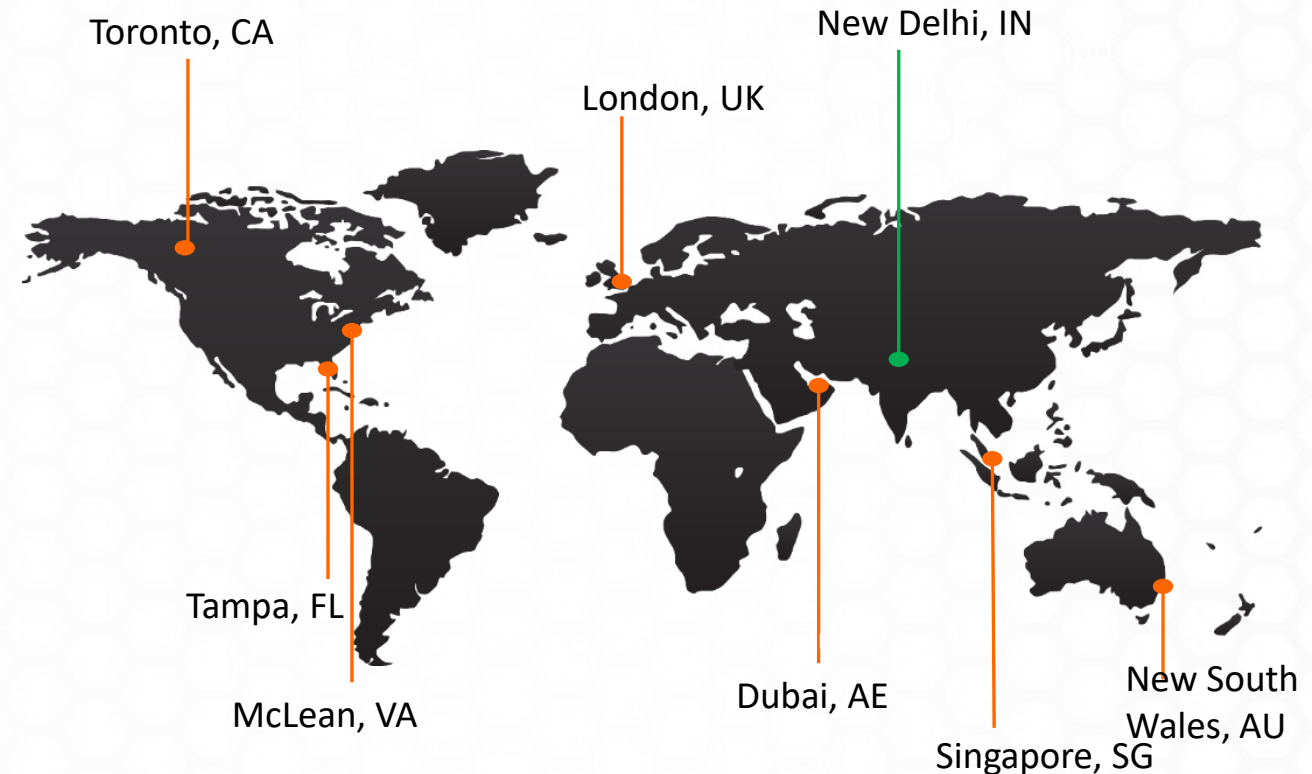 Toronto, CA
New Delhi, IN
London, UK
Tampa, FL
McLean, VA
Dubai, AE
New South
Wales, AU
Singapore, SG